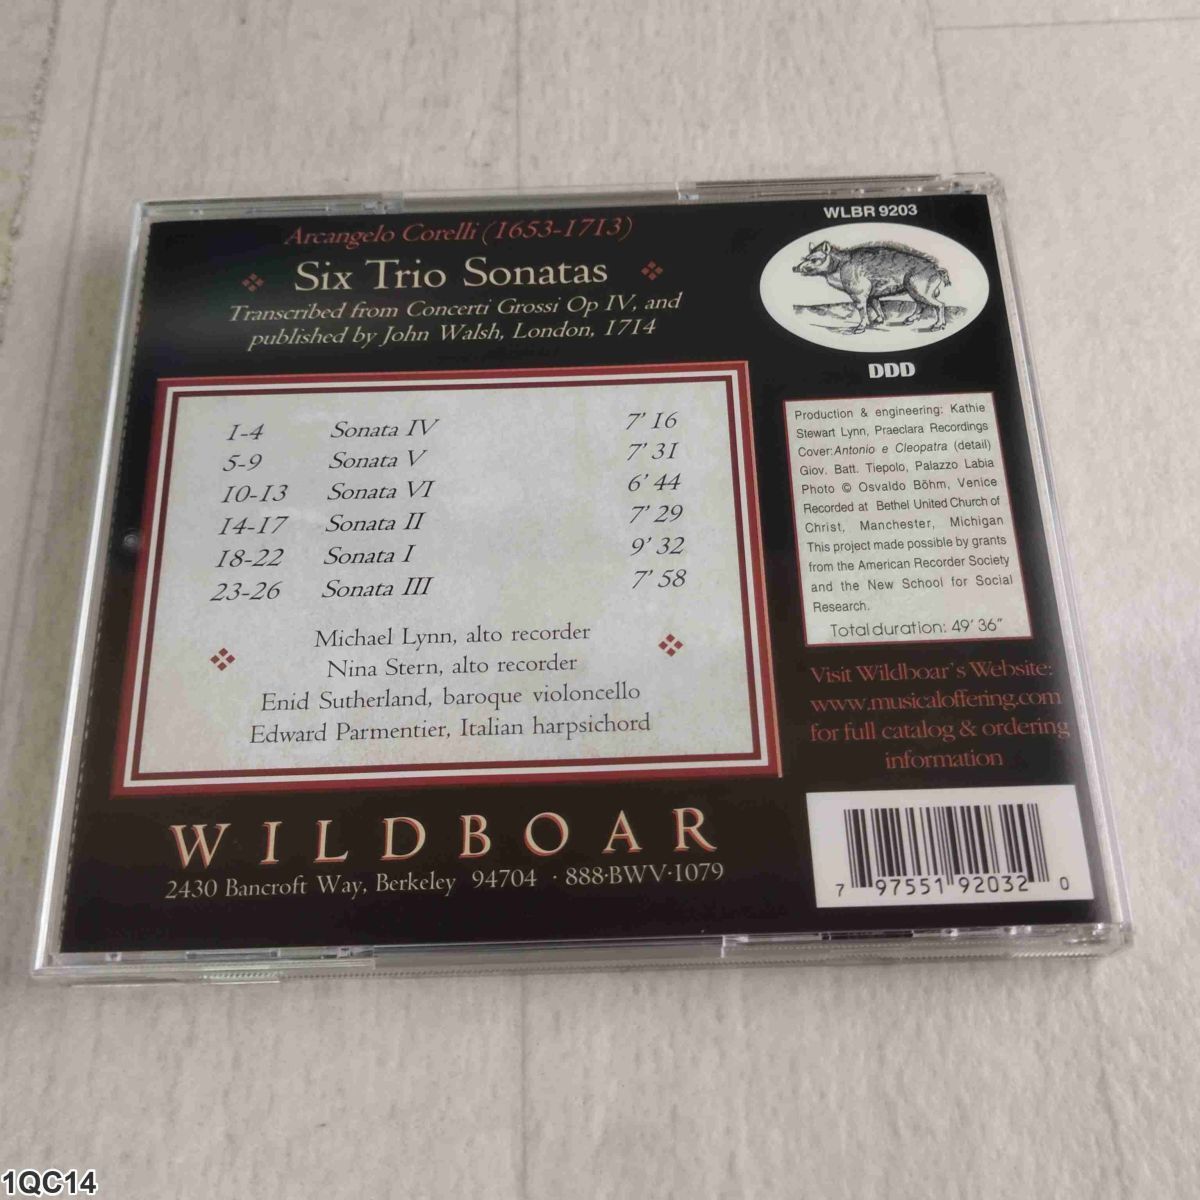 Arcangelo Corelli (1653-1713)
Six Trio Sonatas
Transcribed from Concerti Grossi Op IV, and
published by John Walsh, London, 1714
1-4 Sonata IV 7' 16
5-9 Sonata V 7' 31
10-13 Sonata VI 6' 44
14-17 Sonata II 7' 29
18-22 Sonata I 9' 32
23-26 Sonata III 7' 58
Michael Lynn, alto recorder
Nina Stern, alto recorder
Enid Sutherland, baroque violoncello
Edward Parmentier, Italian harpsichord
WILDBOAR
2430 Bancroft Way, Berkeley 94704 · 888·BWV·1079
WLBR 9203
DDD
Production & engineering: Kathie
Stewart Lynn, Praeclara Recordings
Cover:Antonio e Cleopatra (detail)
Giov. Batt. Tiepolo, Palazzo Labia
Photo © Osvaldo Böhm, Venice
Recorded at Bethel United Church of
Christ, Manchester, Michigan
This project made possible by grants
from the American Recorder Society
and the New School for Social
Research.
Total duration: 49' 36"
Visit Wildboar's Website:
www.musicaloffering.com
for full catalog & ordering
information
7 97551 92032 0
1QC14